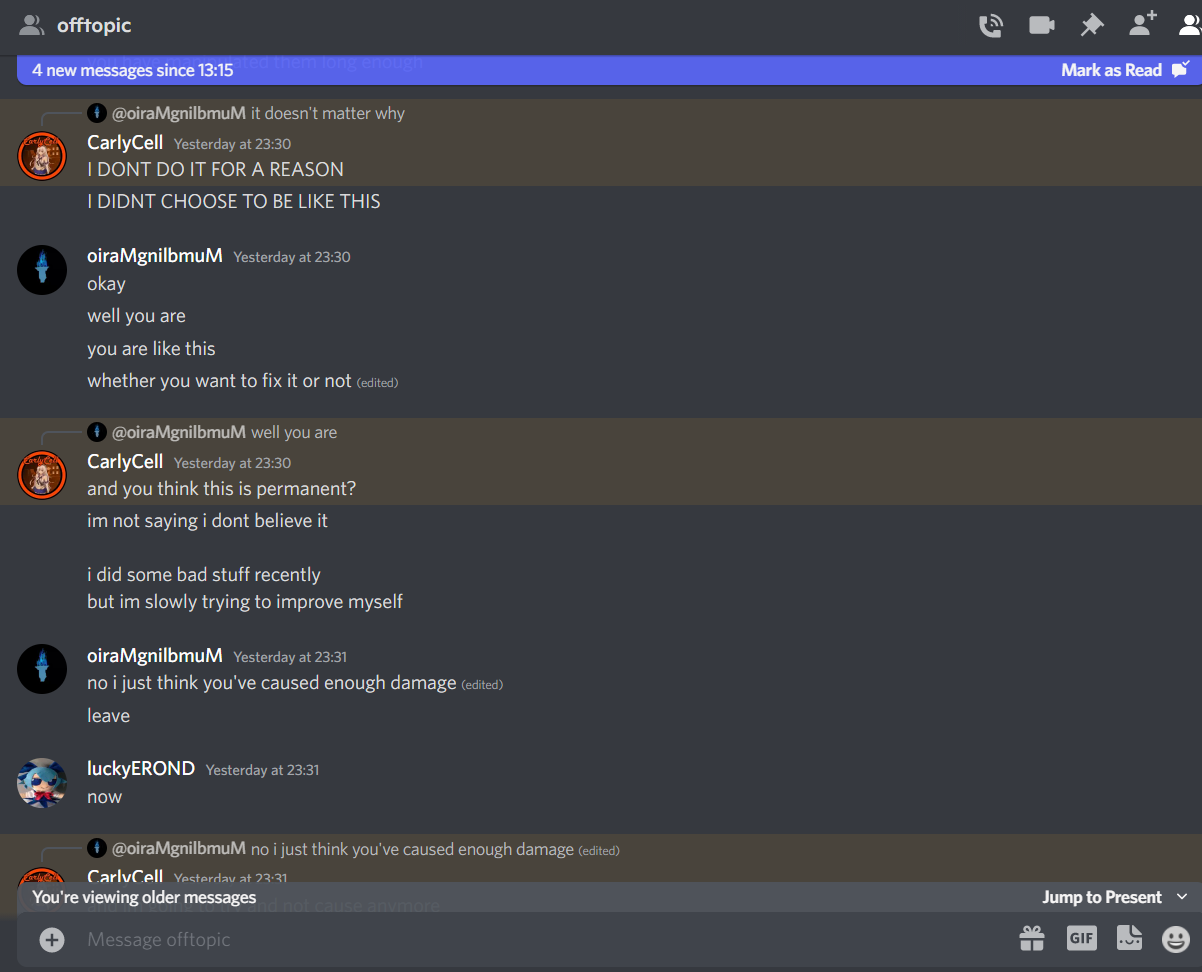 offtopic
4 new messages since 13:15
Mark as Read
@oiraMgnilbmuM it doesn't matter why
CarlyCell Yesterday at 23:30
I DONT DO IT FOR A REASON
I DIDNT CHOOSE TO BE LIKE THIS
oiraMgnilbmuM Yesterday at 23:30
okay
well you are
you are like this
whether you want to fix it or not (edited)
@oiraMgnilbmuM well you are
CarlyCell Yesterday at 23:30
and you think this is permanent?
im not saying i dont believe it
i did some bad stuff recently
but im slowly trying to improve myself
oiraMgnilbmuM Yesterday at 23:31
no i just think you've caused enough damage (edited)
leave
luckyEROND Yesterday at 23:31
now
@oiraMgnilbmuM no i just think you've caused enough damage (edited)
CarlyCell Yesterday at 23:31
You're viewing older messages
Jump to Present
and not cause anymore
Message offtopic
GIF